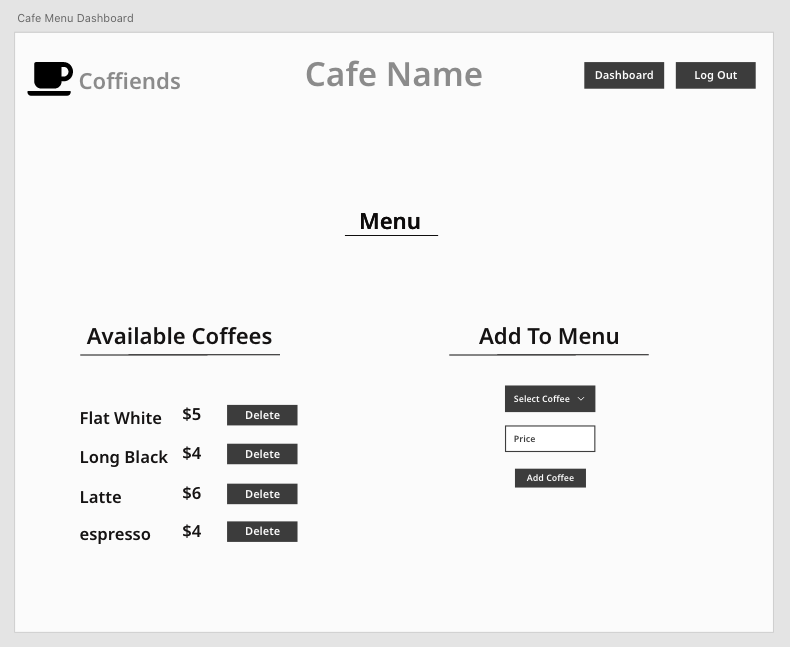 Cafe Menu Dashboard
Coffiends
Cafe Name
Dashboard
Log Out
Menu
Available Coffees
Flat White $5 Delete
Long Black $4 Delete
Latte $6 Delete
espresso $4 Delete
Add To Menu
Select Coffee
Price
Add Coffee